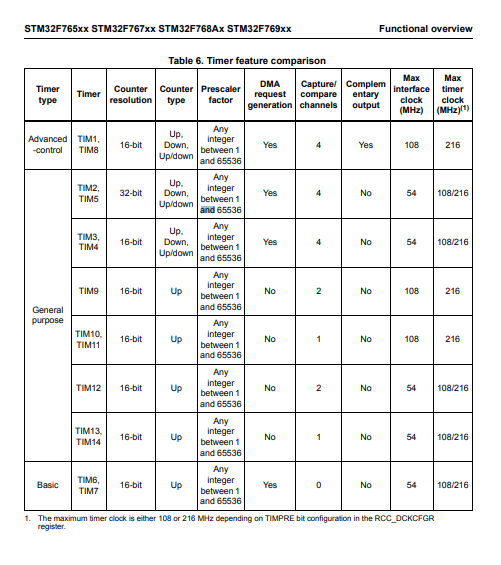 STM32F765xx STM32F767xx STM32F768Ax STM32F769xx Functional overview
Table 6. Timer feature comparison
Timer type | Timer | Counter resolution | Counter type | Prescaler factor | DMA request generation | Capture/ compare channels | Complem entary output | Max interface clock (MHz) | Max timer clock (MHz)(1)
Advanced -control | TIM1, TIM8 | 16-bit | Up, Down, Up/down | Any integer between 1 and 65536 | Yes | 4 | Yes | 108 | 216
General purpose | TIM2, TIM5 | 32-bit | Up, Down, Up/down | Any integer between 1 and 65536 | Yes | 4 | No | 54 | 108/216
TIM3, TIM4 | 16-bit | Up, Down, Up/down | Any integer between 1 and 65536 | Yes | 4 | No | 54 | 108/216
TIM9 | 16-bit | Up | Any integer between 1 and 65536 | No | 2 | No | 108 | 216
TIM10, TIM11 | 16-bit | Up | Any integer between 1 and 65536 | No | 1 | No | 108 | 216
TIM12 | 16-bit | Up | Any integer between 1 and 65536 | No | 2 | No | 54 | 108/216
TIM13, TIM14 | 16-bit | Up | Any integer between 1 and 65536 | No | 1 | No | 54 | 108/216
Basic | TIM6, TIM7 | 16-bit | Up | Any integer between 1 and 65536 | Yes | 0 | No | 54 | 108/216
1. The maximum timer clock is either 108 or 216 MHz depending on TIMPRE bit configuration in the RCC_DCKCFGR
register.